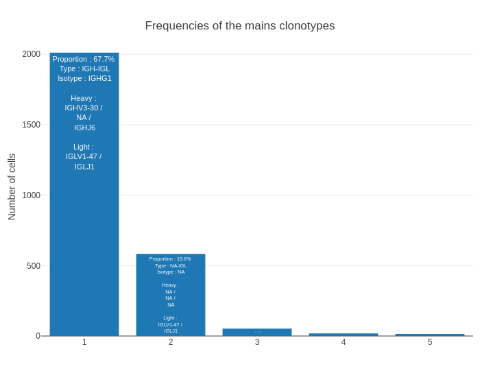 Frequencies of the mains clonotypes
Number of cells
2000
1500
1000
500
0
Proportion : 67.7%
Type : IGH-IGL
Isotype : IGHG1
Heavy :
IGHV3-30 /
NA /
IGHJ6
Light :
IGLV1-47 /
IGLJ1
Proportion : 19.6%
Type : NA-IGL
Isotype : NA
Heavy :
NA /
NA /
NA
Light :
IGLV1-47 /
IGLJ1
1
2
3
4
5